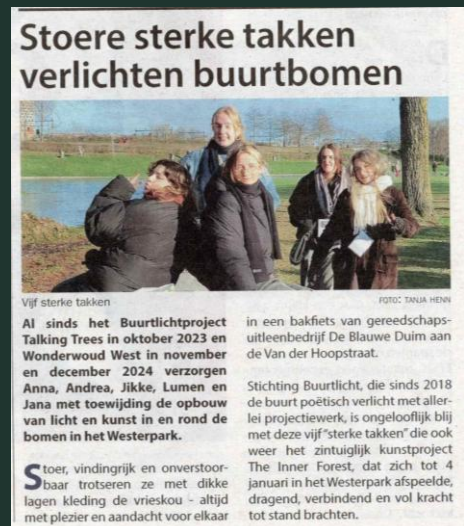 Stoere sterke takken
verlichten buurtbomen
Vijf sterke takken
FOTO: TANJA HENN
Al sinds het Buurtlichtproject
Talking Trees in oktober 2023 en
Wonderwoud West in november
en december 2024 verzorgen
Anna, Andrea, Jikke, Lumen en
Jana met toewijding de opbouw
van licht en kunst in en rond de
bomen in het Westerpark.
Stoer, vindingrijk en onverstoor-
baar trotseren ze met dikke
lagen kleding de vrieskou - altijd
met plezier en aandacht voor elkaar
in een bakfiets van gereedschaps-
uitleenbedrijf De Blauwe Duim aan
de Van der Hoopstraat.
Stichting Buurtlicht, die sinds 2018
de buurt poëtisch verlicht met aller-
lei projectiewerk, is ongelooflijk blij
met deze vijf "sterke takken" die ook
weer het zintuiglijk kunstproject
The Inner Forest, dat zich tot 4
januari in het Westerpark afspeelde,
dragend, verbindend en vol kracht
tot stand brachten.